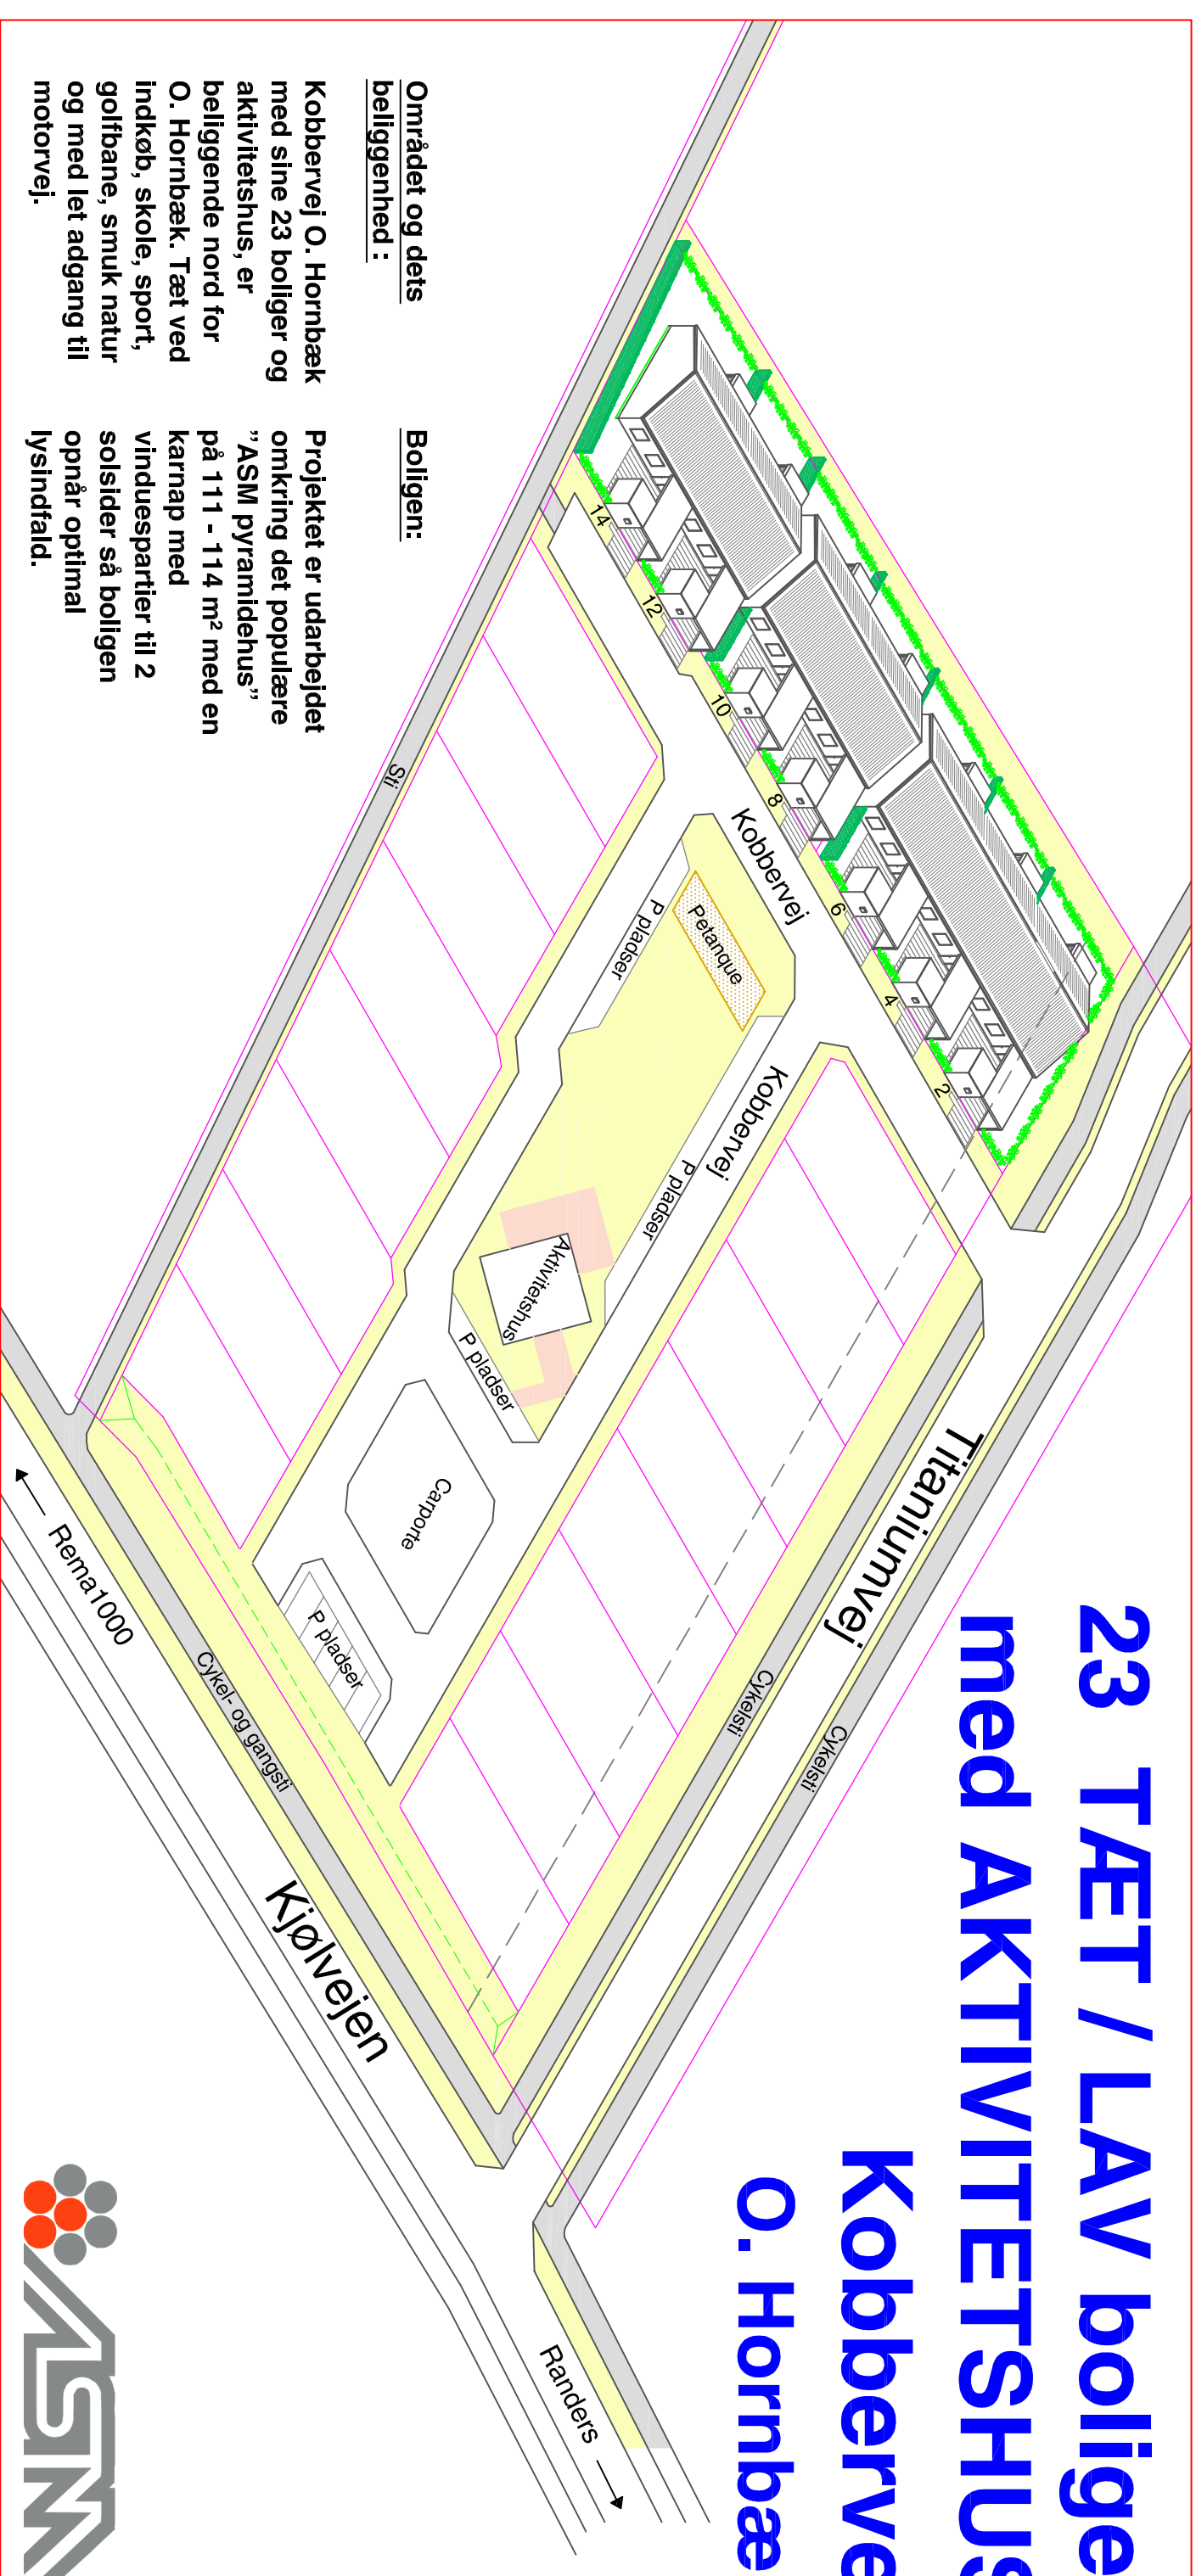 23 TÆT / LAV bolige
med AKTIVITETSHUS
Kobberve
O. Hornbæ
Området og dets
beliggenhed :
Kobbervej O. Hornbæk
med sine 23 boliger og
aktivitetshus, er
beliggende nord for
O. Hornbæk. Tæt ved
indkøb, skole, sport,
golfbane, smuk natur
og med let adgang til
motorvej.
Boligen:
Projektet er udarbejdet
omkring det populære
”ASM pyramidehus”
på 111 - 114 m² med en
karnap med
vinduespartier til 2
solsider så boligen
opnår optimal
lysindfald.
14
12
10
8
6
4
2
Kobbervej
Petanque
P pladser
Kobbervej
P pladser
Aktivitetshus
P pladser
Carporte
P pladser
Sti
Titaniumvej
Cykelsti
Cykelsti
Cykel- og gangsti
Rema1000
Kjølvejen
Randers
ASM